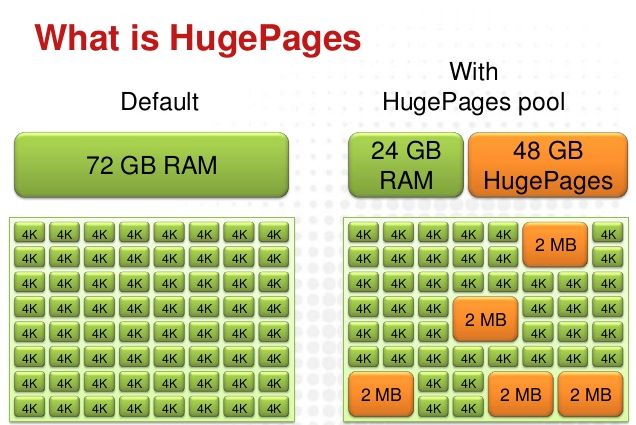 What is HugePages
Default
72 GB RAM
4K 4K 4K 4K 4K 4K 4K 4K
4K 4K 4K 4K 4K 4K 4K 4K
4K 4K 4K 4K 4K 4K 4K 4K
4K 4K 4K 4K 4K 4K 4K 4K
4K 4K 4K 4K 4K 4K 4K 4K
4K 4K 4K 4K 4K 4K 4K 4K
4K 4K 4K 4K 4K 4K 4K 4K
4K 4K 4K 4K 4K 4K 4K 4K
With
HugePages pool
24 GB
RAM
48 GB
HugePages
4K 4K 4K 4K 4K 2 MB 4K
4K 4K 4K 4K 4K 4K
4K 4K 4K 4K 4K 4K 4K 4K
4K 4K 4K 2 MB 4K 4K 4K
4K 4K 4K 4K 4K 4K
4K 4K 4K 4K 4K 4K 4K 4K
2 MB 4K 4K 2 MB 2 MB
4K 4K